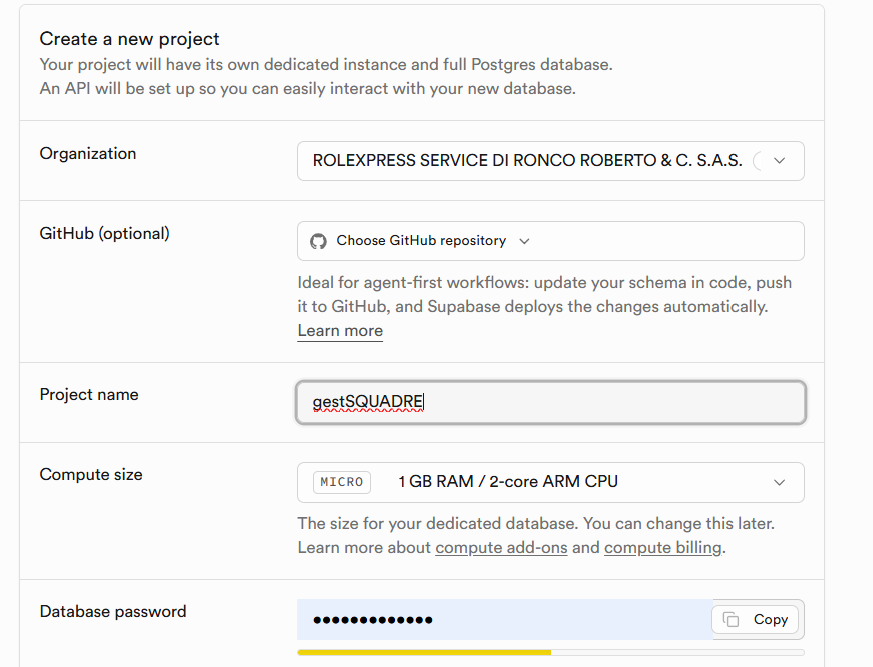 Create a new project
Your project will have its own dedicated instance and full Postgres database.
An API will be set up so you can easily interact with your new database.
Organization
ROLEXPRESS SERVICE DI RONCO ROBERTO & C. S.A.S.
GitHub (optional)
Choose GitHub repository
Ideal for agent-first workflows: update your schema in code, push
it to GitHub, and Supabase deploys the changes automatically.
Learn more
Project name
gestSQUADRE
Compute size
MICRO 1 GB RAM / 2-core ARM CPU
The size for your dedicated database. You can change this later.
Learn more about compute add-ons and compute billing.
Database password
•••••••••••••
Copy